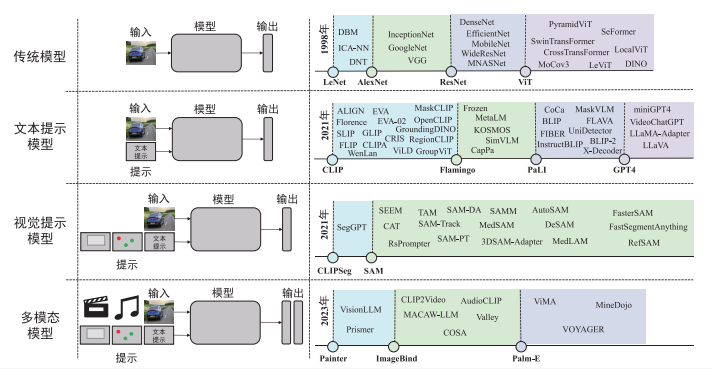 传统模型
输入
模型
输出
1998年
DBM
ICA-NN
DNT
InceptionNet
GoogleNet
VGG
DenseNet
EfficientNet
MobileNet
WideResNet
MNASNet
PyramidViT
SeFormer
SwinTransFormer
CrossTransFormer
LocalViT
MoCov3
LeViT
DINO
LeNet
AlexNet
ResNet
ViT
文本提示
模型
输入
模型
输出
文本
提示
提示
2021年
ALIGN EVA MaskCLIP
Florence EVA-02 OpenCLIP
SLIP GLIP GroundingDINO
CRIS RegionCLIP
FLIP CLIPA
WenLan ViLD GroupViT
Frozen
MetaLM
KOSMOS
SimVLM
CapPa
CoCa MaskVLM
BLIP FLAVA
FIBER UniDetector
InstructBLIP BLIP-2
X-Decoder
miniGPT4
VideoChatGPT
LLaMA-Adapter
LLaVA
CLIP
Flamingo
PaLI
GPT4
视觉提示
模型
输入
模型
输出
文本
提示
提示
2021年
SegGPT
SEEM TAM SAM-DA SAMM AutoSAM FasterSAM
CAT SAM-Track MedSAM DeSAM FastSegmentAnything
RsPrompter SAM-PT 3DSAM-Adapter MedLAM RefSAM
CLIPSeg
SAM
多模态
模型
输入
模型
输出
文本
提示
提示
2023年
VisionLLM
Prismer
CLIP2Video AudioCLIP
MACAW-LLM Valley
COSA
ViMA
MineDojo
VOYAGER
Painter
ImageBind
Palm-E